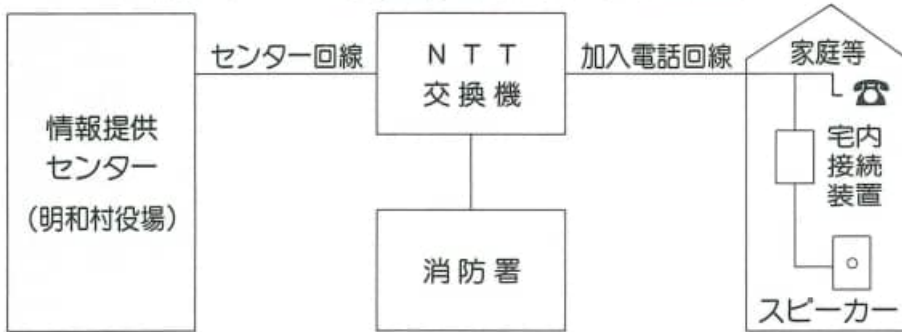 情報提供
センター
(明和村役場)
センター回線
NTT
交換機
消防署
加入電話回線
家庭等
宅内
接続
装置
スピーカー